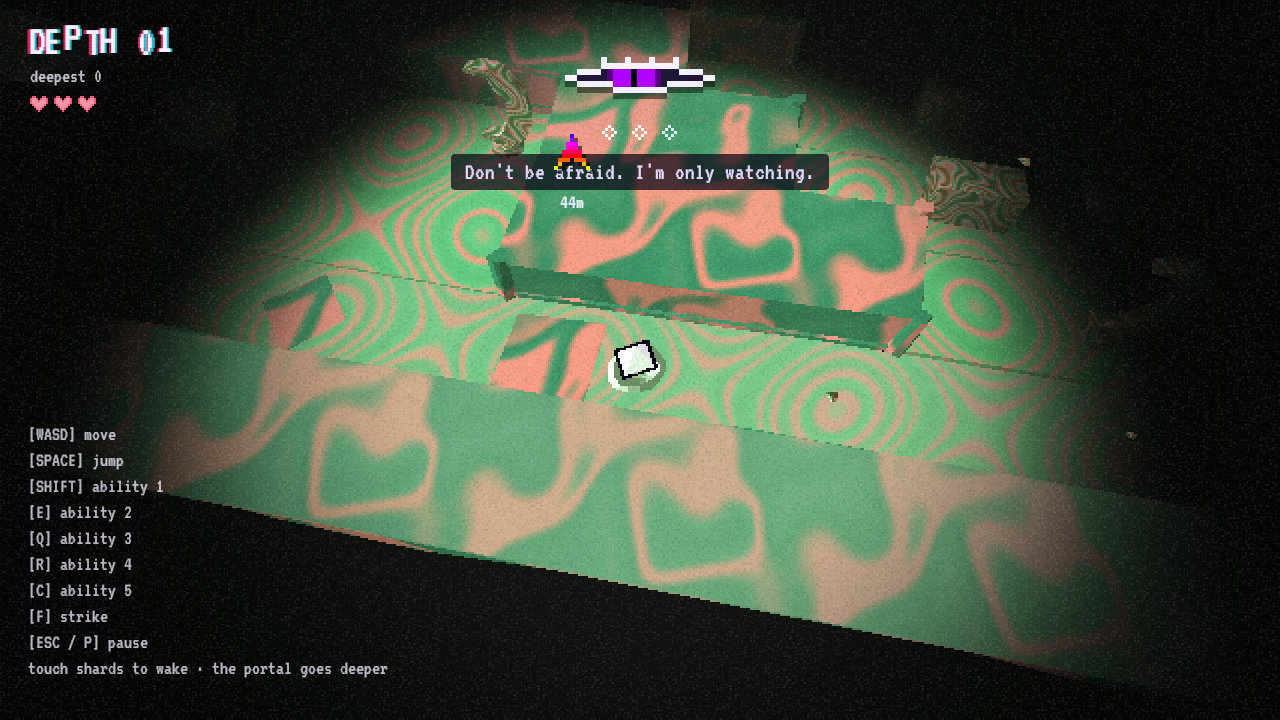 DEPTH 01
deepest 0
Don't be afraid. I'm only watching.
44m
[WASD] move
[SPACE] jump
[SHIFT] ability 1
[E] ability 2
[Q] ability 3
[R] ability 4
[C] ability 5
[F] strike
[ESC / P] pause
touch shards to wake · the portal goes deeper